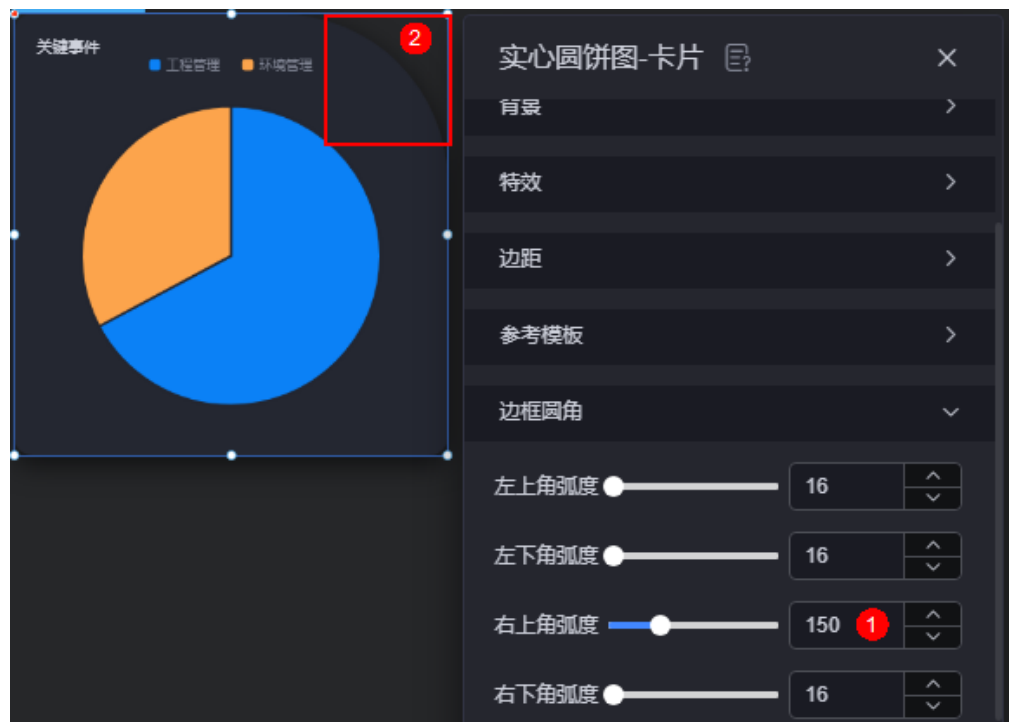 关键事件
2
工程管理 环境管理
实心圆饼图-卡片
背景
特效
边距
参考模板
边框圆角
左上角弧度 16
左下角弧度 16
右上角弧度 150 1
右下角弧度 16